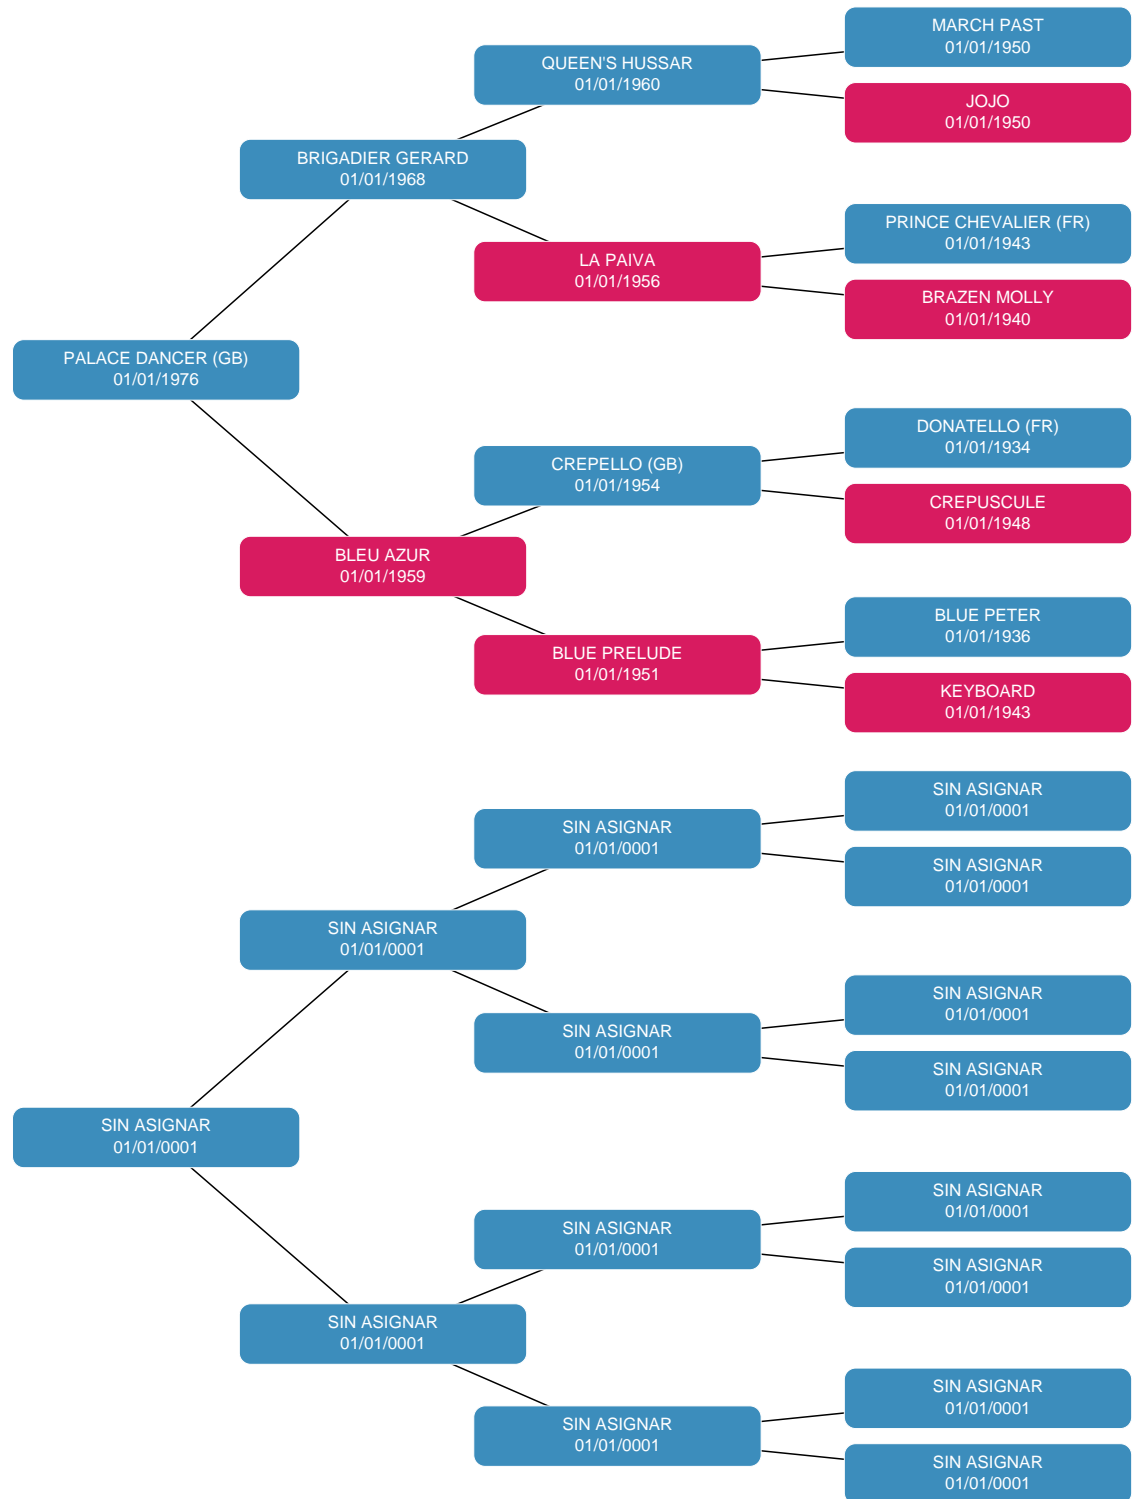 MARCH PAST
01/01/1950
QUEEN'S HUSSAR
01/01/1960
JOJO
01/01/1950
BRIGADIER GERARD
01/01/1968
PRINCE CHEVALIER (FR)
01/01/1943
LA PAIVA
01/01/1956
BRAZEN MOLLY
01/01/1940
PALACE DANCER (GB)
01/01/1976
DONATELLO (FR)
01/01/1934
CREPELLO (GB)
01/01/1954
CREPUSCULE
01/01/1948
BLEU AZUR
01/01/1959
BLUE PETER
01/01/1936
BLUE PRELUDE
01/01/1951
KEYBOARD
01/01/1943
SIN ASIGNAR
01/01/0001
SIN ASIGNAR
01/01/0001
SIN ASIGNAR
01/01/0001
SIN ASIGNAR
01/01/0001
SIN ASIGNAR
01/01/0001
SIN ASIGNAR
01/01/0001
SIN ASIGNAR
01/01/0001
SIN ASIGNAR
01/01/0001
SIN ASIGNAR
01/01/0001
SIN ASIGNAR
01/01/0001
SIN ASIGNAR
01/01/0001
SIN ASIGNAR
01/01/0001
SIN ASIGNAR
01/01/0001
SIN ASIGNAR
01/01/0001
SIN ASIGNAR
01/01/0001